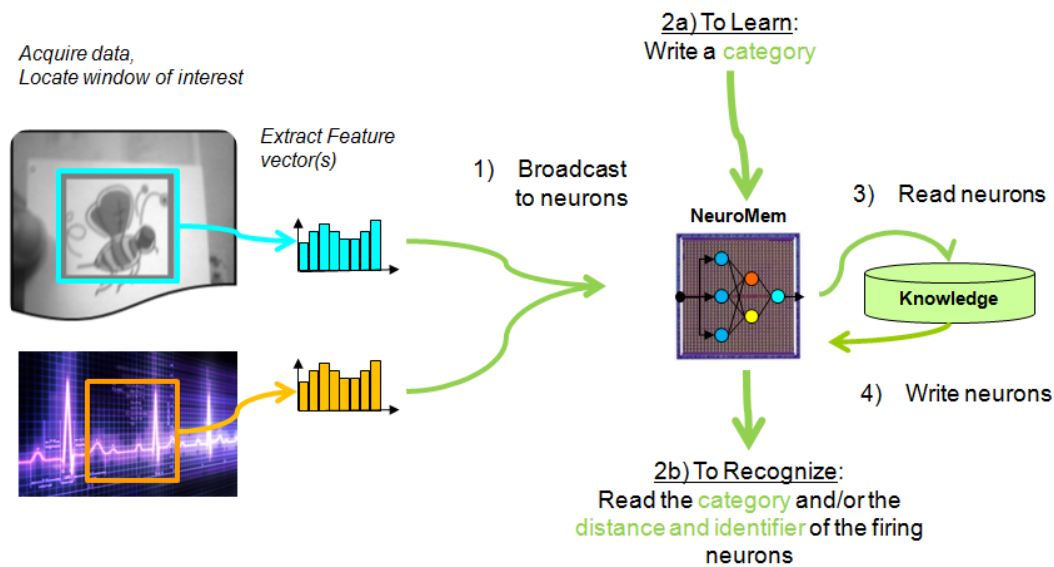 Acquire data,
Locate window of interest
Extract Feature
vector(s)
1) Broadcast
to neurons
2a) To Learn:
Write a category
NeuroMem
3) Read neurons
Knowledge
4) Write neurons
2b) To Recognize:
Read the category and/or the
distance and identifier of the firing
neurons